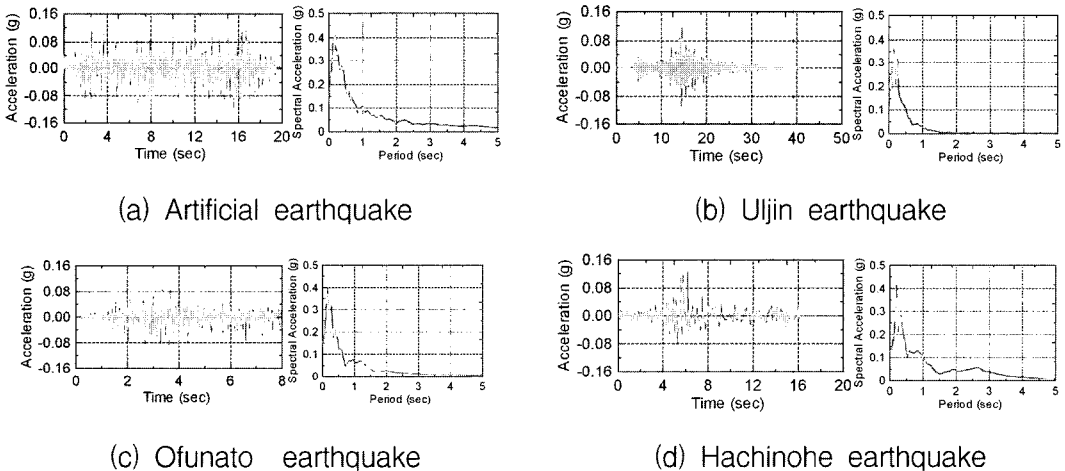 Acceleration (g)
0.16
0.08
0.00
-0.08
-0.16
0 4 8 12 16 20
Time (sec)
Spectral Acceleration (g)
0.5
0.4
0.3
0.2
0.1
0
0 1 2 3 4 5
Period (sec)
(a) Artificial earthquake
Acceleration (g)
0.16
0.08
0.00
-0.08
-0.16
0 10 20 30 40 50
Time (sec)
Spectral Acceleration (g)
0.5
0.4
0.3
0.2
0.1
0
0 1 2 3 4 5
Period (sec)
(b) Uljin earthquake
Acceleration (g)
0.16
0.08
0.00
-0.08
-0.16
0 2 4 6 8
Time (sec)
Spectral Acceleration (g)
0.5
0.4
0.3
0.2
0.1
0
0 1 2 3 4 5
Period (sec)
(c) Ofunato earthquake
Acceleration (g)
0.16
0.08
0.00
-0.08
-0.16
0 4 8 12 16 20
Time (sec)
Spectral Acceleration (g)
0.5
0.4
0.3
0.2
0.1
0
0 1 2 3 4 5
Period (sec)
(d) Hachinohe earthquake